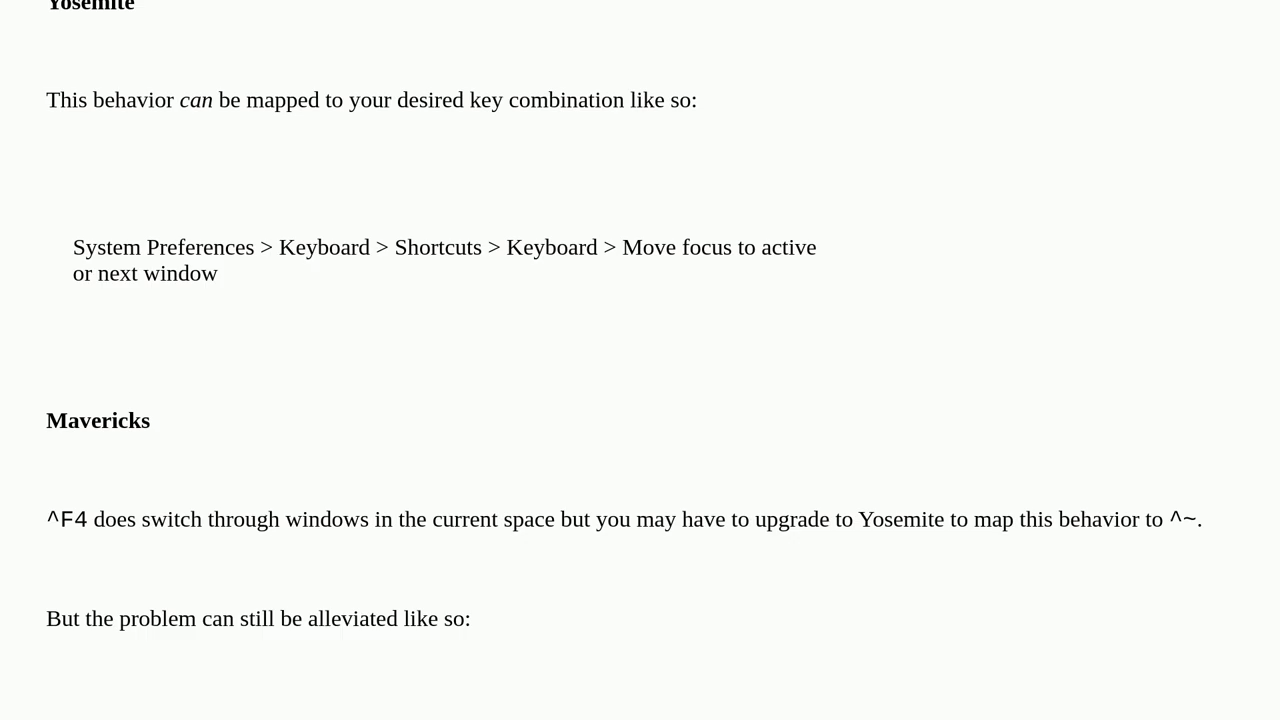 Yosemite
This behavior can be mapped to your desired key combination like so:
System Preferences > Keyboard > Shortcuts > Keyboard > Move focus to active
or next window
Mavericks
^F4 does switch through windows in the current space but you may have to upgrade to Yosemite to map this behavior to ^~.
But the problem can still be alleviated like so: